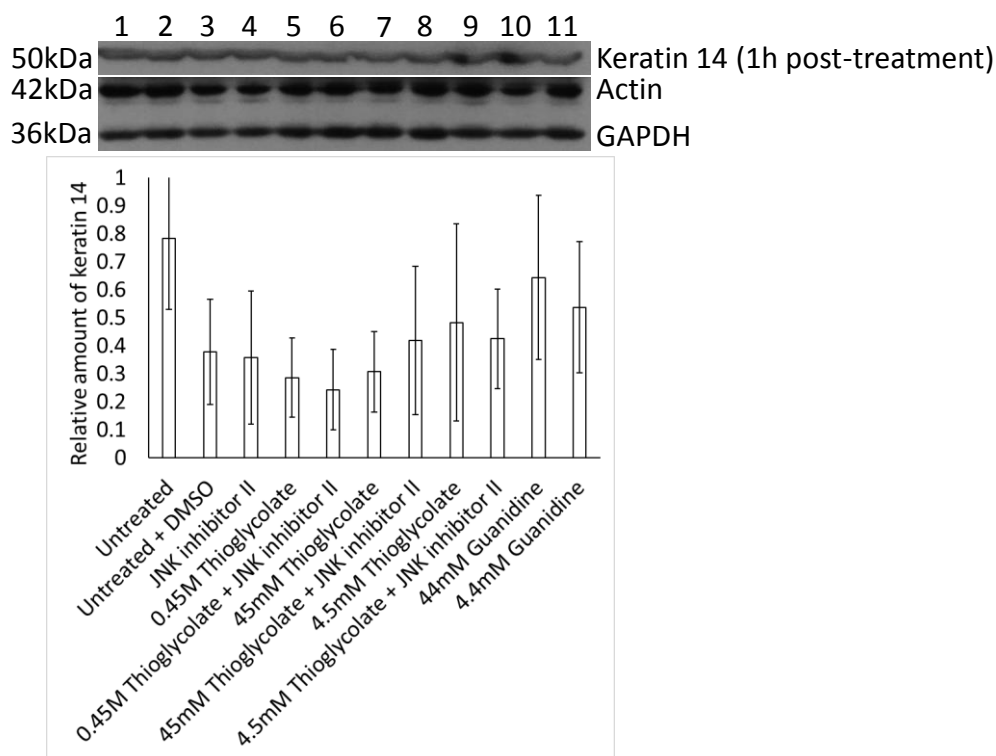 1 2 3 4 5 6 7 8 9 10 11
50kDa Keratin 14 (1h post-treatment)
42kDa Actin
36kDa GAPDH
Relative amount of keratin 14
1
0.9
0.8
0.7
0.6
0.5
0.4
0.3
0.2
0.1
0
Untreated
Untreated + DMSO
JNK inhibitor II
0.45M Thioglycolate
0.45M Thioglycolate + JNK inhibitor II
45mM Thioglycolate
45mM Thioglycolate + JNK inhibitor II
4.5mM Thioglycolate
4.5mM Thioglycolate + JNK inhibitor II
44mM Guanidine
4.4mM Guanidine